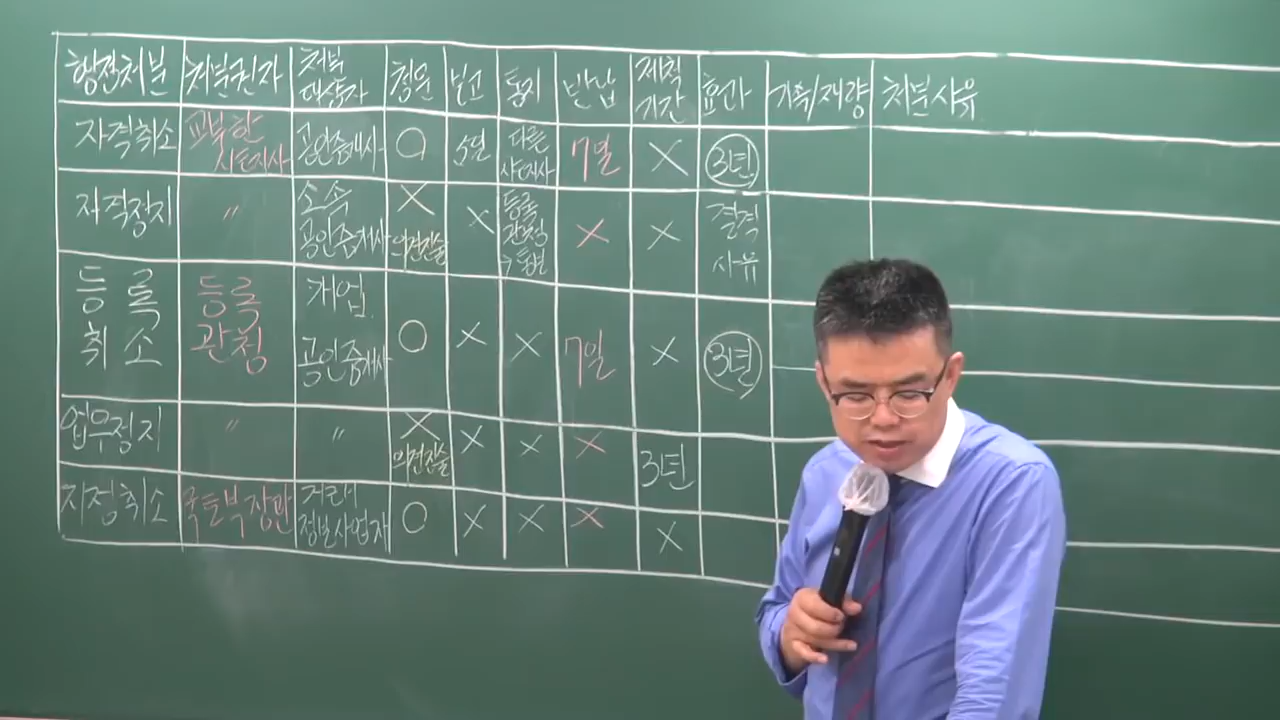 행정처분 처분권자 처분대상자 청문 보고 통지 반납 제척기간 효과 기속/재량 처분사유
자격취소 교부한 시·도지사 공인중개사 ○ 5일 다른 시·도지사 7일 × ③년
자격정지 〃 소속 공인중개사 × 의견진술 × 등록관청→통보 × × 결격사유
등록취소 등록관청 개업 공인중개사 ○ × × 7일 × ③년
업무정지 〃 〃 × 의견진술 × × × 3년
지정취소 국토부장관 거래정보사업자 ○ × × × ×